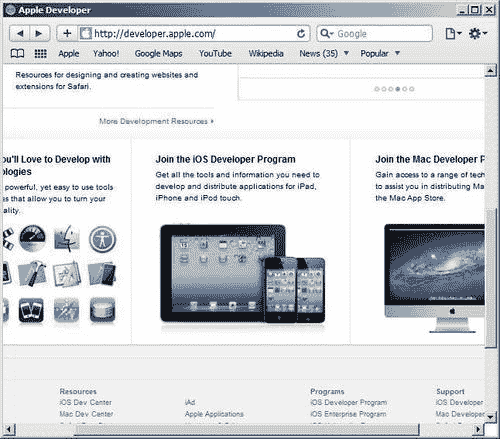 Apple Developer
http://developer.apple.com/
Google
Apple Yahoo! Google Maps YouTube Wikipedia News (35) Popular
Resources for designing and creating websites and
extensions for Safari.
More Development Resources
ou'll Love to Develop with
ologies
powerful, yet easy to use tools
s that allow you to turn your
ality.
Join the iOS Developer Program
Get all the tools and information you need to
develop and distribute applications for iPad,
iPhone and iPod touch.
Join the Mac Developer P
Gain access to a range of tech
to assist you in distributing Ma
the Mac App Store.
Resources
iOS Dev Center
Mac Dev Center
iAd
Apple Applications
Programs
iOS Developer Program
iOS Enterprise Program
Support
iOS Developer
Mac Developer